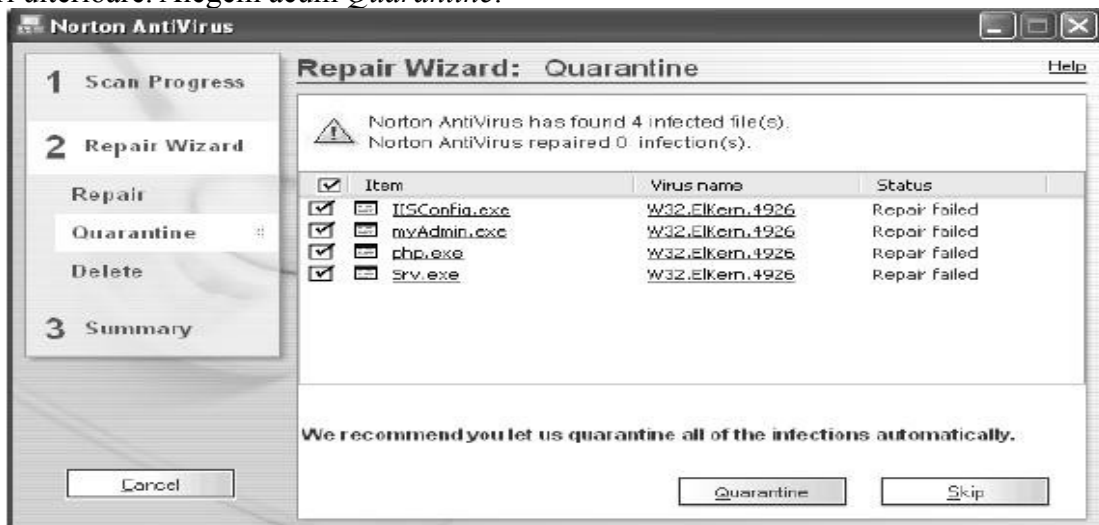 ulterioare. Alegem acum Quarantine.
Norton AntiVirus
1 Scan Progress
2 Repair Wizard
Repair
Quarantine
Delete
3 Summary
Cancel
Repair Wizard: Quarantine
Help
Norton AntiVirus has found 4 infected file(s).
Norton AntiVirus repaired 0 infection(s).
Item Virus name Status
IISConfig.exe W32.ElKern.4926 Repair failed
myAdmin.exe W32.ElKern.4926 Repair failed
php.exe W32.ElKern.4926 Repair failed
Srv.exe W32.ElKern.4926 Repair failed
We recommend you let us quarantine all of the infections automatically.
Quarantine Skip